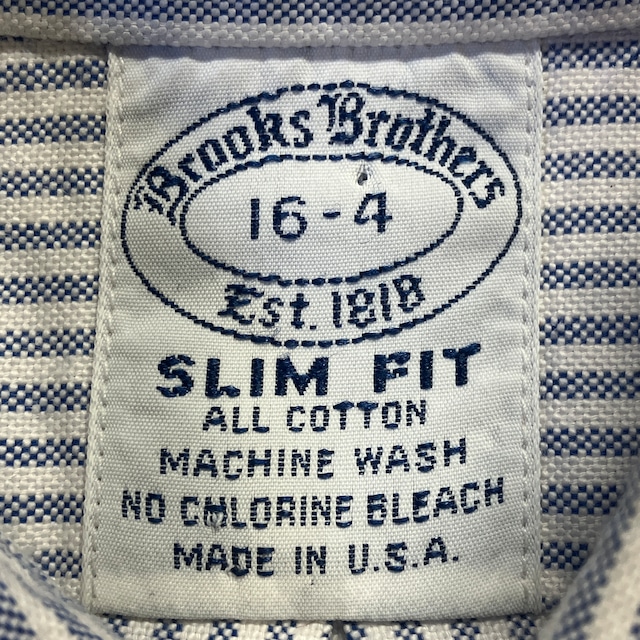 Brooks Brothers
16-4
Est. 1818
SLIM FIT
ALL COTTON
MACHINE WASH
NO CHLORINE BLEACH
MADE IN U.S.A.